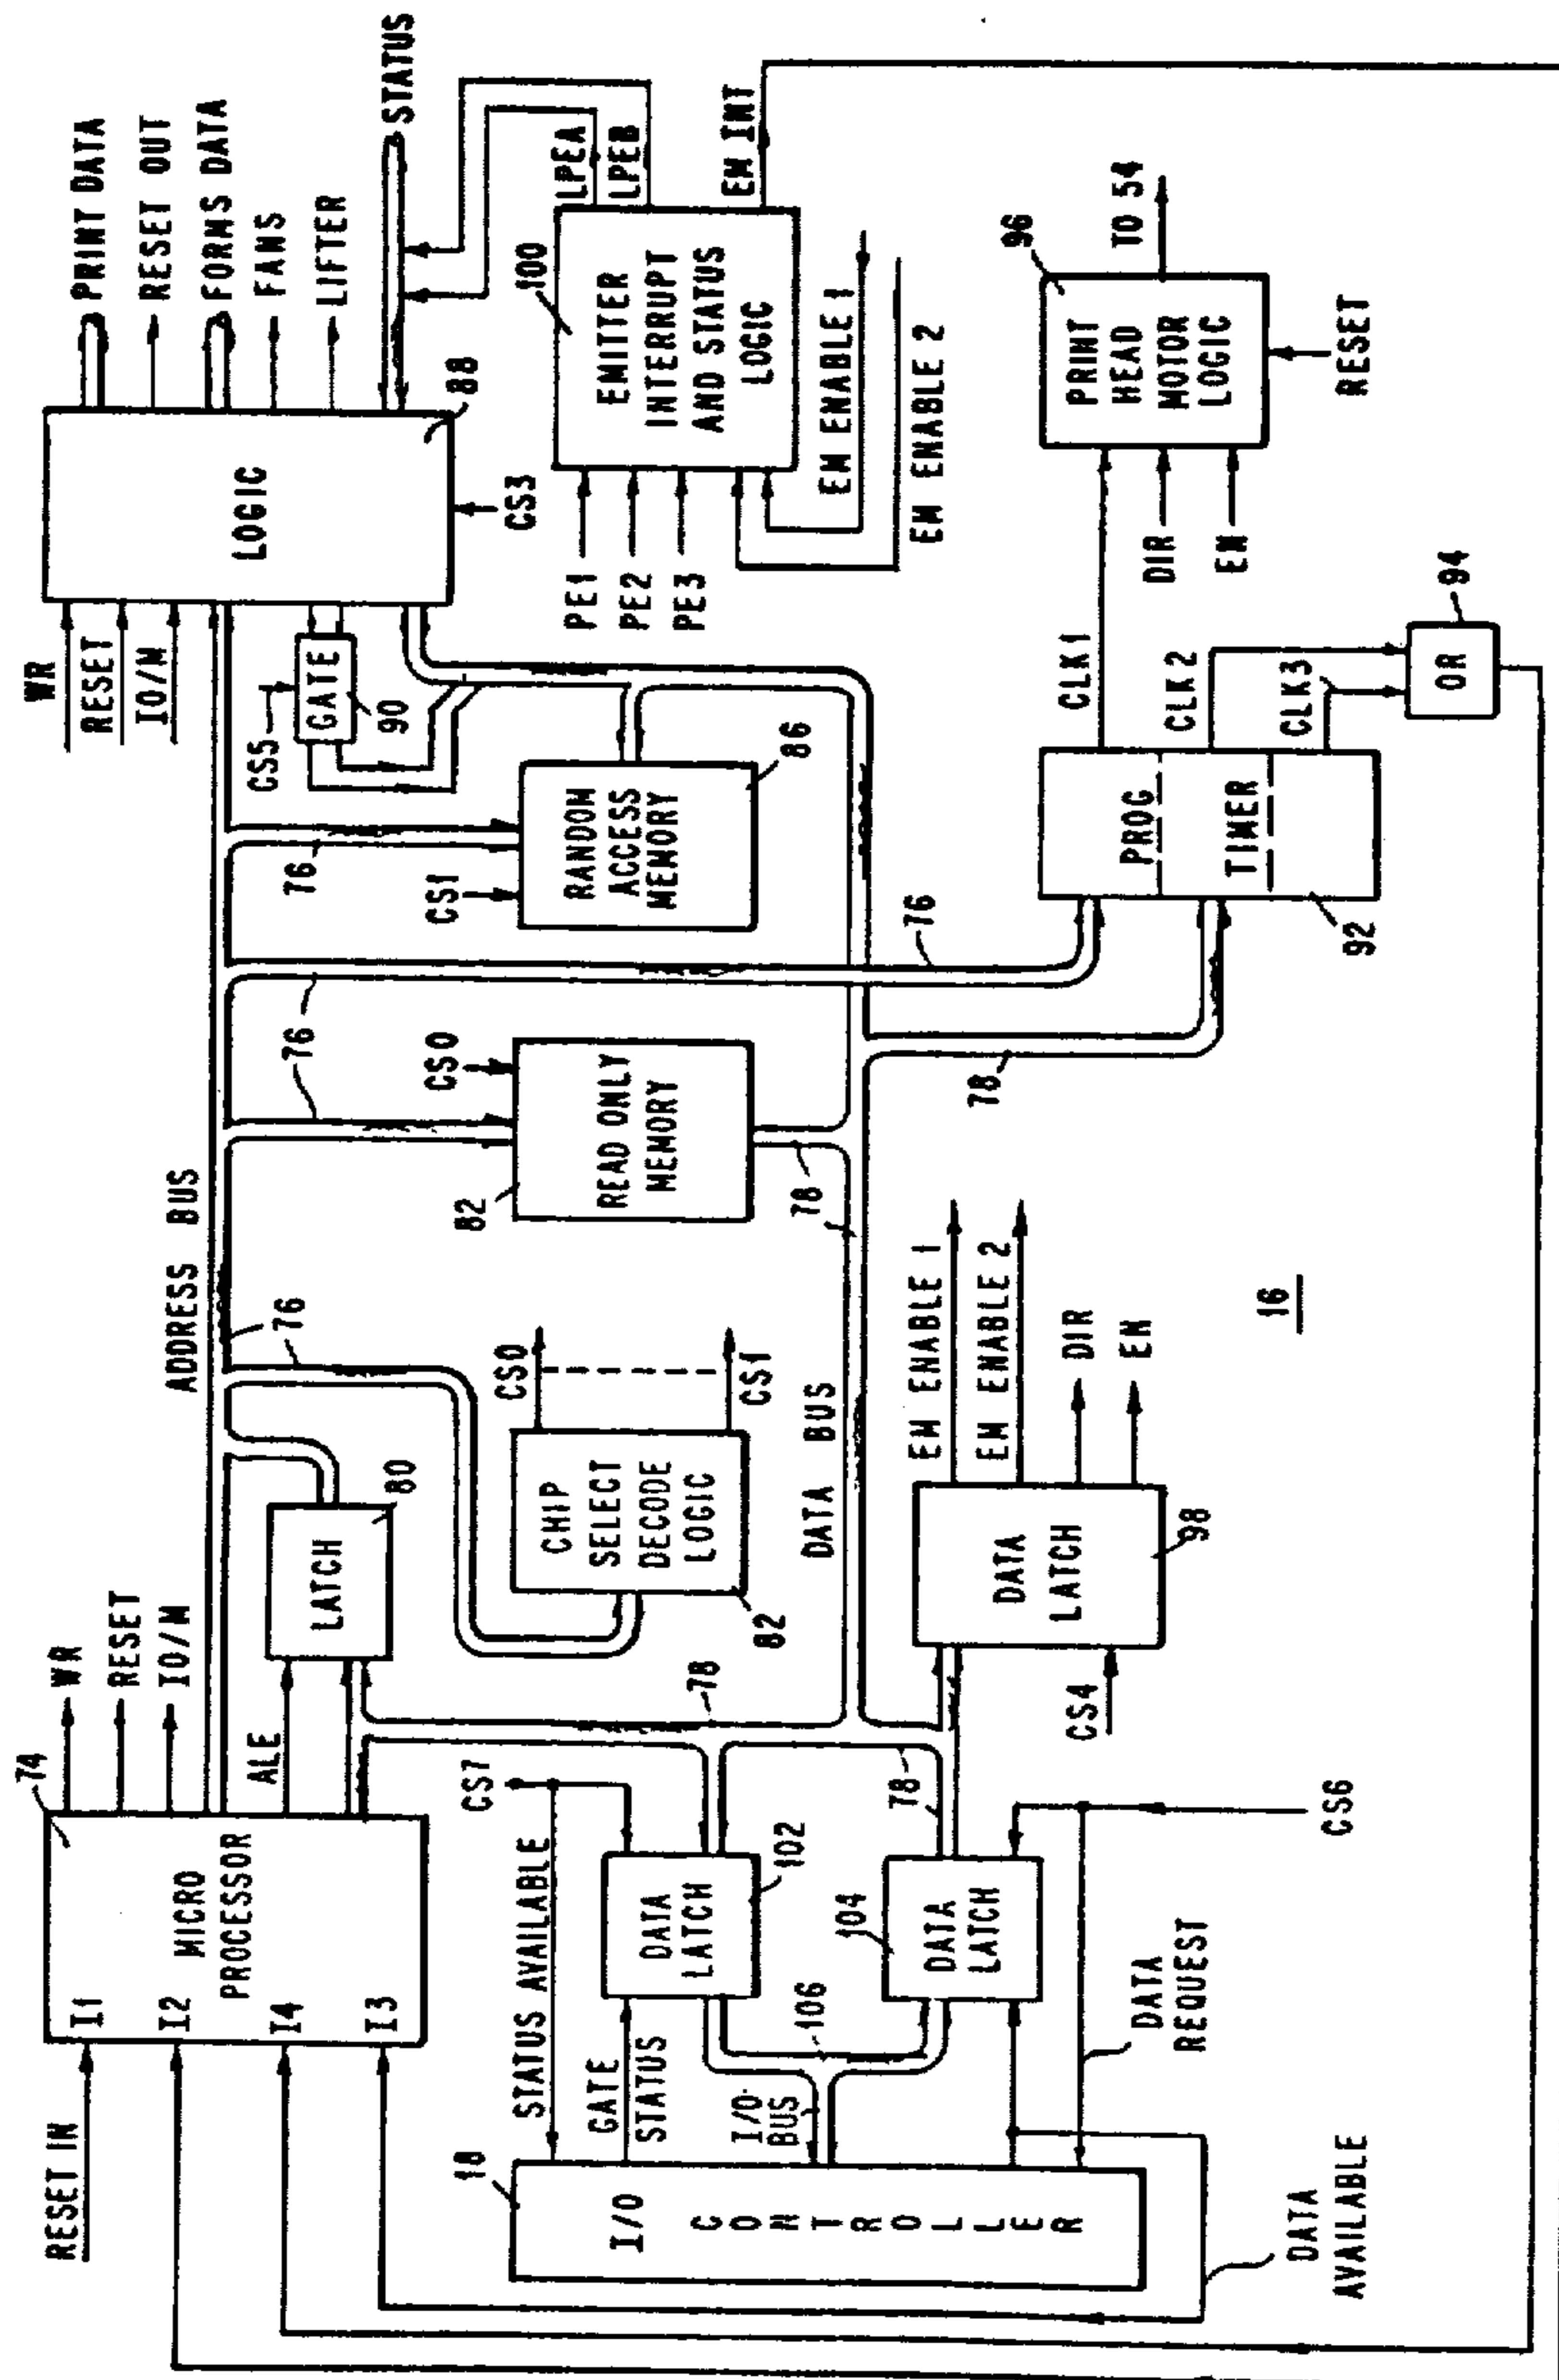 RESET IN
I1
I2
I4
I3
MICRO
PROCESSOR
74
WR
RESET
IO/M
ALE
LATCH
80
ADDRESS BUS
76
CHIP
SELECT
DECODE
LOGIC
82
CS0
CS1
76
82
READ ONLY
MEMORY
CS0
76
CS1
RANDOM
ACCESS
MEMORY
86
WR
RESET
IO/M
CS5
GATE
90
LOGIC
88
CS3
PRINT DATA
RESET OUT
FORMS DATA
FANS
LIFTER
STATUS
LPEA
LPEB
EM INT
100
EMITTER
INTERRUPT
AND STATUS
LOGIC
PE1
PE2
PE3
EM ENABLE 1
EM ENABLE 2
18
I/O
CONTROLLER
STATUS AVAILABLE
GATE
STATUS
I/O
BUS
106
CS7
DATA
LATCH
102
78
104
DATA
LATCH
78
CS6
DATA
REQUEST
DATA
AVAILABLE
DATA BUS
78
DATA
LATCH
98
CS4
EM ENABLE 1
EM ENABLE 2
DIR
EN
16
76
78
PROG
TIMER
92
CLK1
CLK2
CLK3
OR
94
DIR
EN
96
PRINT
HEAD
MOTOR
LOGIC
RESET
TO 54